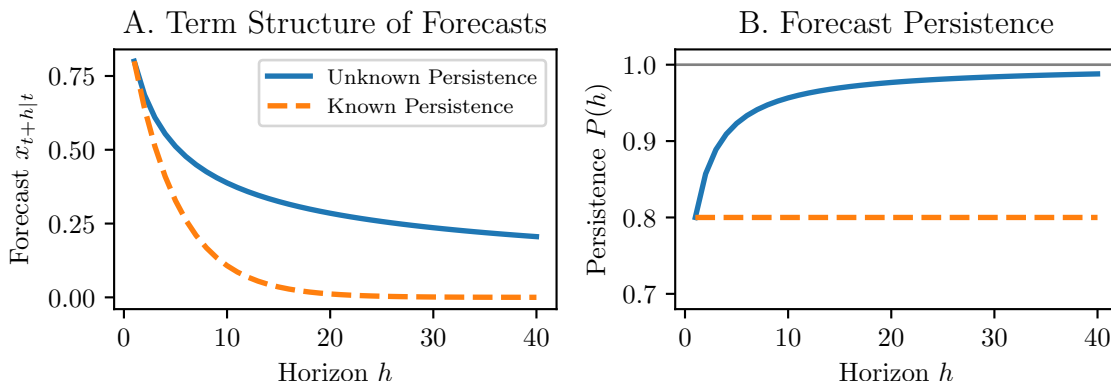 A. Term Structure of Forecasts
Forecast x_{t+h|t}
0.75
0.50
0.25
0.00
Unknown Persistence
Known Persistence
0
10
20
30
40
Horizon h
B. Forecast Persistence
Persistence P(h)
1.0
0.9
0.8
0.7
0
10
20
30
40
Horizon h